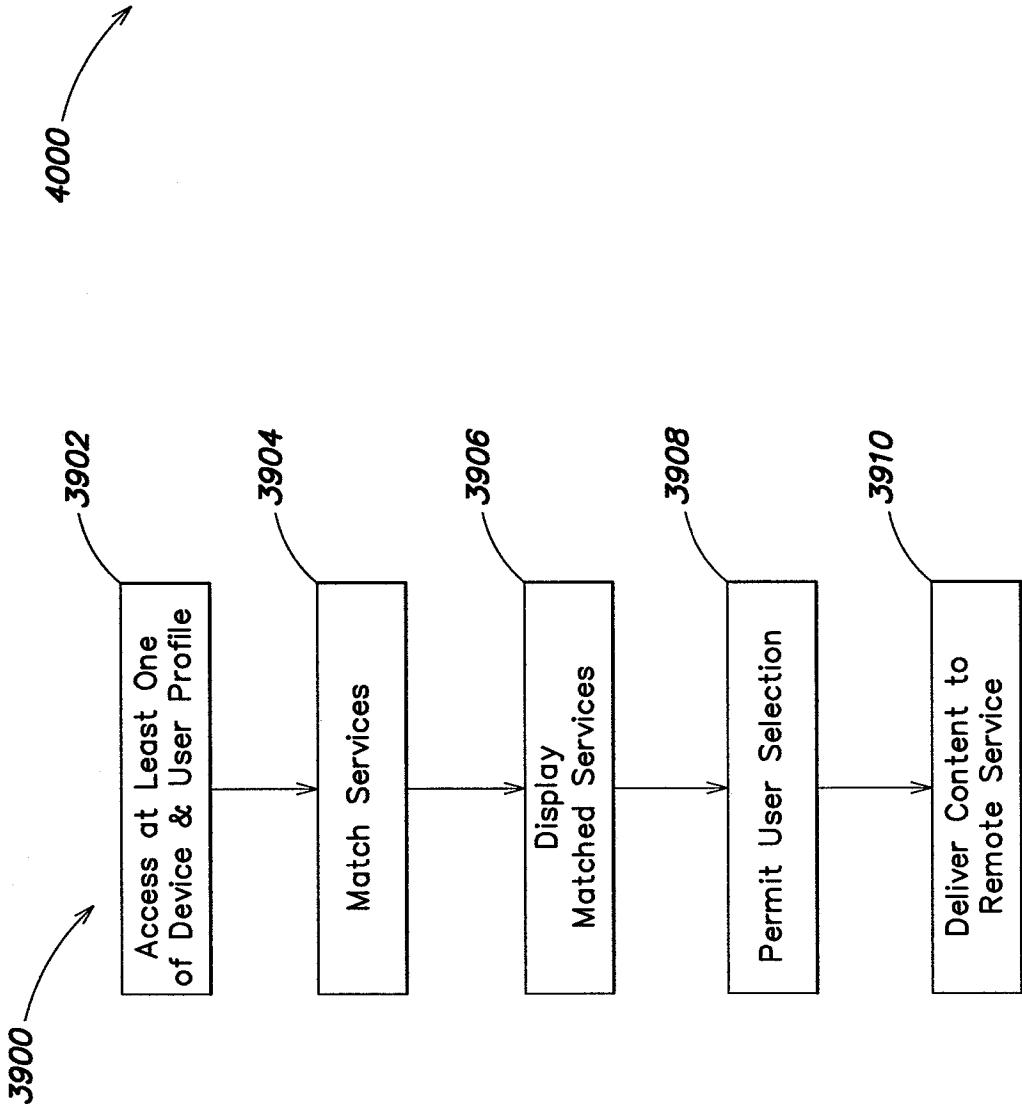 3900
4000
3902
Access at Least One
of Device & User Profile
3904
Match Services
3906
Display
Matched Services
3908
Permit User Selection
3910
Deliver Content to
Remote Service